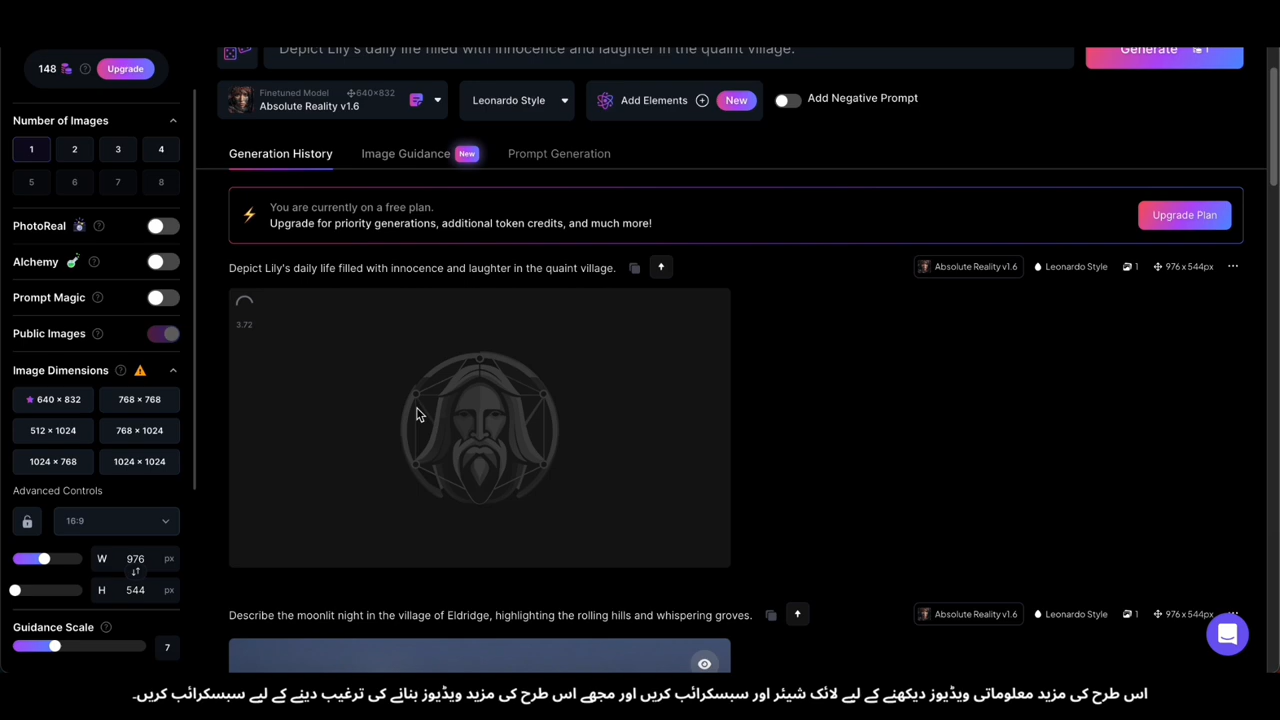 Depict Lily's daily life filled with innocence and laughter in the quaint village.
Generate 1
148 Upgrade
Finetuned Model 640×832
Absolute Reality v1.6
Leonardo Style
Add Elements New
Add Negative Prompt
Number of Images
1 2 3 4
5 6 7 8
PhotoReal
Alchemy
Prompt Magic
Public Images
Image Dimensions
640 × 832 768 × 768
512 × 1024 768 × 1024
1024 × 768 1024 × 1024
Advanced Controls
16:9
W 976 px
H 544 px
Guidance Scale
7
Generation History Image Guidance New Prompt Generation
You are currently on a free plan.
Upgrade for priority generations, additional token credits, and much more!
Upgrade Plan
Depict Lily's daily life filled with innocence and laughter in the quaint village.
Absolute Reality v1.6 Leonardo Style 1 976 x 544px
3.72
Describe the moonlit night in the village of Eldridge, highlighting the rolling hills and whispering groves.
Absolute Reality v1.6 Leonardo Style 1 976 x 544px
اس طرح کی مزید معلوماتی ویڈیوز دیکھنے کے لیے لائک شیئر اور سبسکرائب کریں اور مجھے اس طرح کی مزید ویڈیوز بنانے کی ترغیب دینے کے لیے سبسکرائب کریں۔